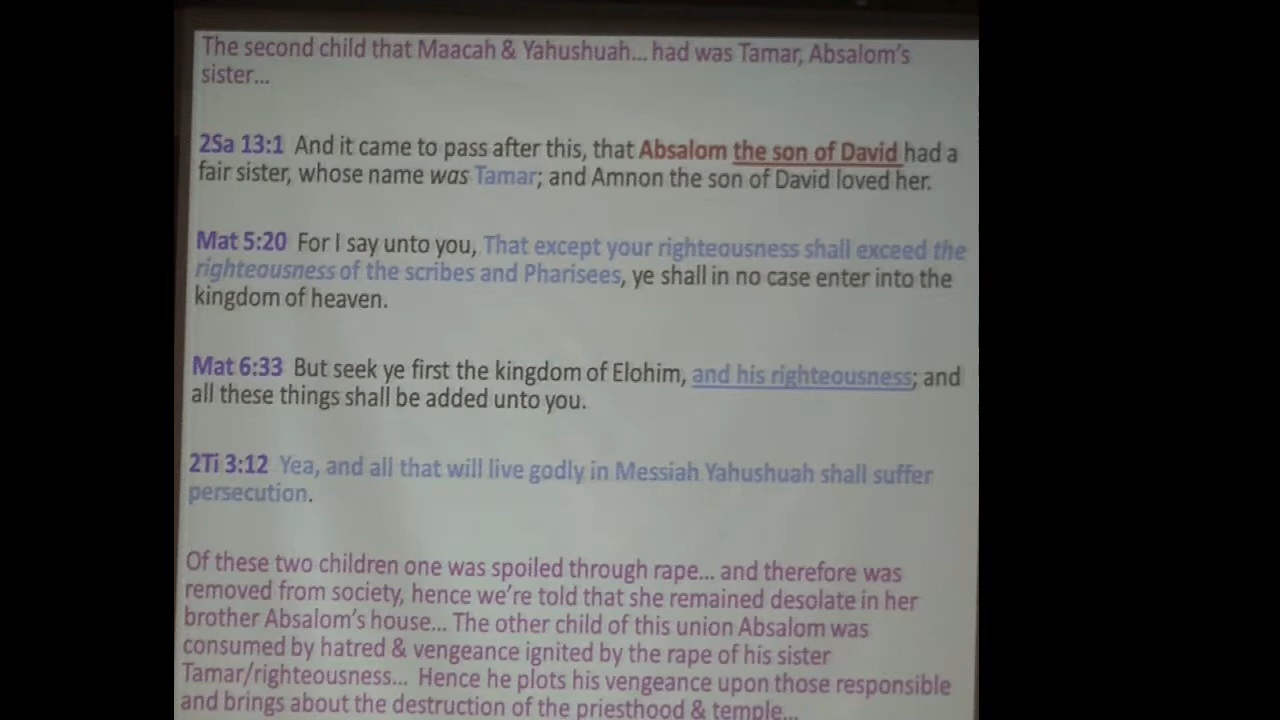 The second child that Maacah & Yahushuah... had was Tamar, Absalom's
sister...
2Sa 13:1 And it came to pass after this, that Absalom the son of David had a
fair sister, whose name was Tamar; and Amnon the son of David loved her.
Mat 5:20 For I say unto you, That except your righteousness shall exceed the
righteousness of the scribes and Pharisees, ye shall in no case enter into the
kingdom of heaven.
Mat 6:33 But seek ye first the kingdom of Elohim, and his righteousness; and
all these things shall be added unto you.
2Ti 3:12 Yea, and all that will live godly in Messiah Yahushuah shall suffer
persecution.
Of these two children one was spoiled through rape... and therefore was
removed from society, hence we're told that she remained desolate in her
brother Absalom's house... The other child of this union Absalom was
consumed by hatred & vengeance ignited by the rape of his sister
Tamar/righteousness... Hence he plots his vengeance upon those responsible
and brings about the destruction of the priesthood & temple...